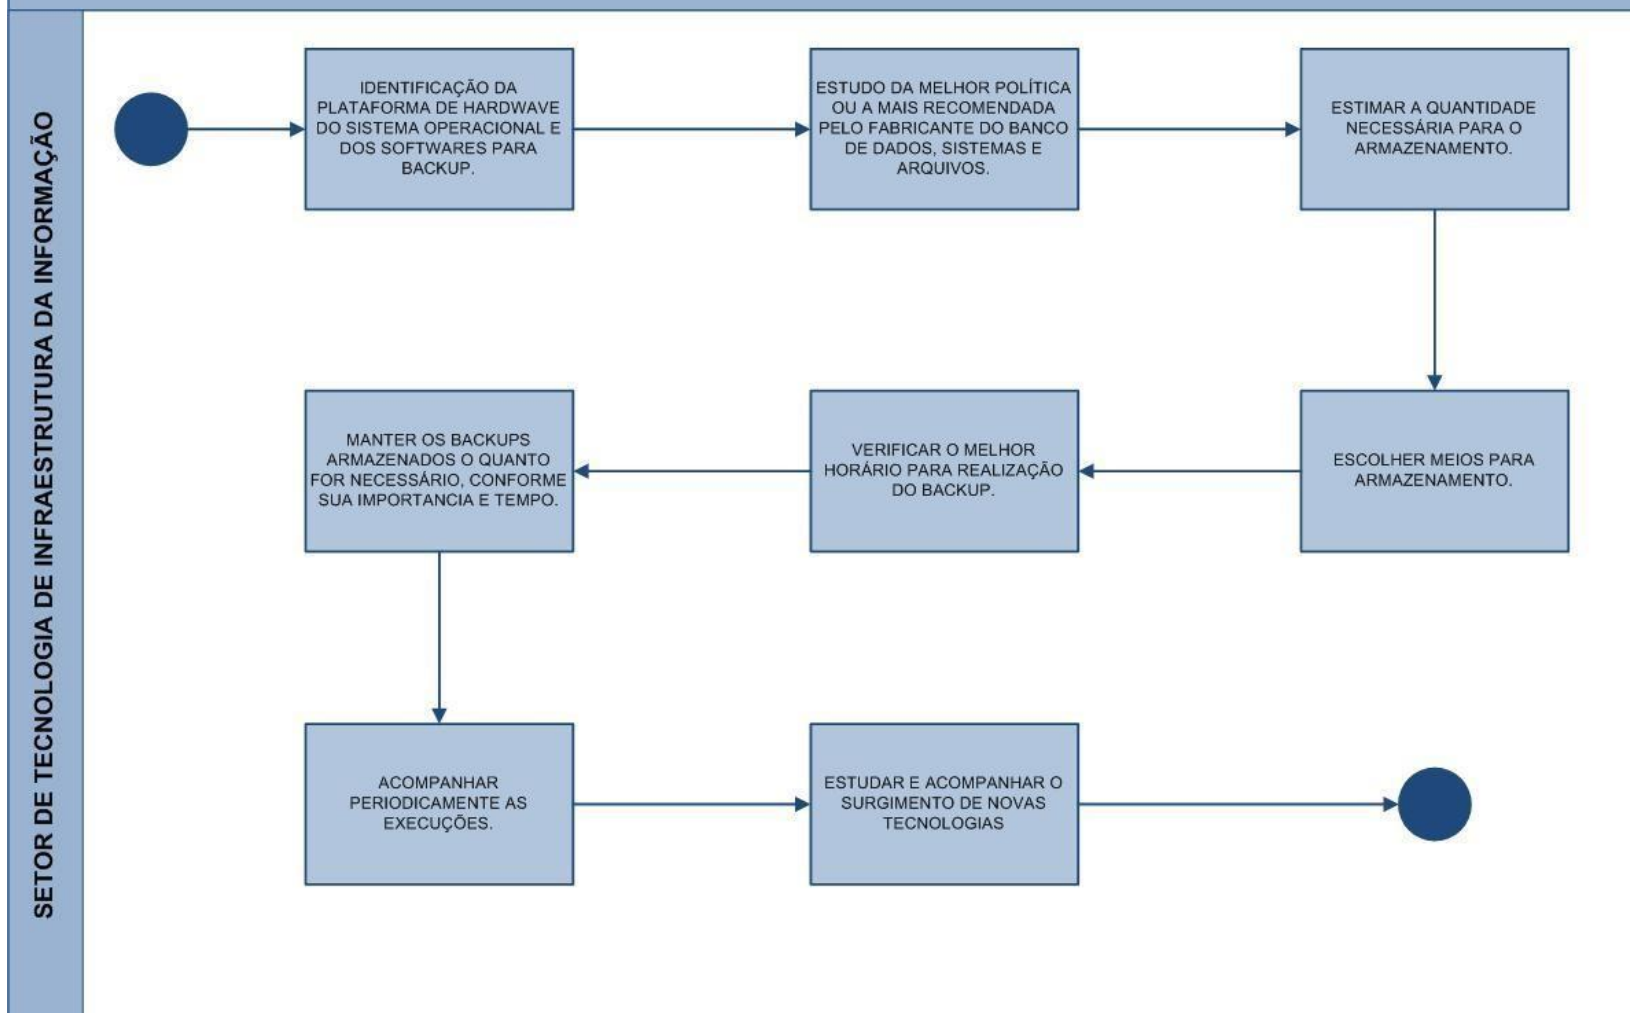 SETOR DE TECNOLOGIA DE INFRAESTRUTURA DA INFORMAÇÃO
IDENTIFICAÇÃO DA
PLATAFORMA DE HARDWAVE
DO SISTEMA OPERACIONAL E
DOS SOFTWARES PARA
BACKUP.
ESTUDO DA MELHOR POLÍTICA
OU A MAIS RECOMENDADA
PELO FABRICANTE DO BANCO
DE DADOS, SISTEMAS E
ARQUIVOS.
ESTIMAR A QUANTIDADE
NECESSÁRIA PARA O
ARMAZENAMENTO.
ESCOLHER MEIOS PARA
ARMAZENAMENTO.
VERIFICAR O MELHOR
HORÁRIO PARA REALIZAÇÃO
DO BACKUP.
MANTER OS BACKUPS
ARMAZENADOS O QUANTO
FOR NECESSÁRIO, CONFORME
SUA IMPORTANCIA E TEMPO.
ACOMPANHAR
PERIODICAMENTE AS
EXECUÇÕES.
ESTUDAR E ACOMPANHAR O
SURGIMENTO DE NOVAS
TECNOLOGIAS